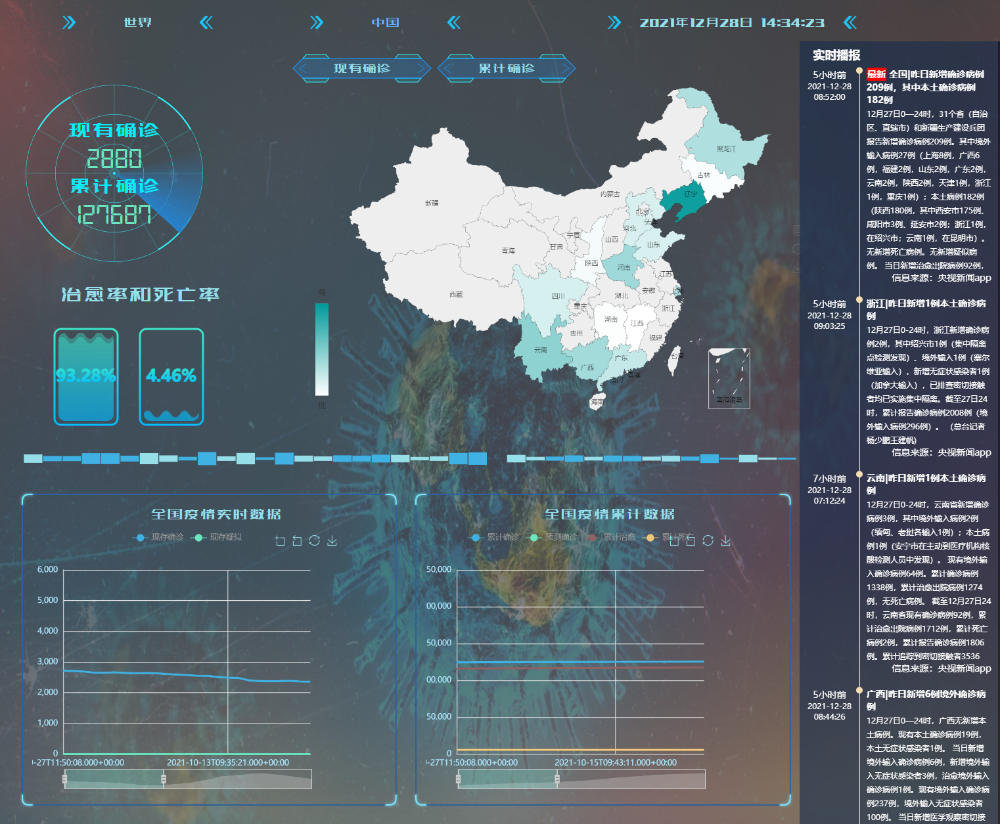 世界
中国
2021年12月28日 14:34:23
现有确诊
累计确诊
现有确诊
2880
累计确诊
127687
治愈率和死亡率
93.28%
4.46%
高
低
黑龙江
吉林
辽宁
内蒙古
新疆
北京
天津
河北
宁夏
山西
山东
青海
甘肃
陕西
河南
江苏
西藏
四川
安徽
上海
湖北
重庆
浙江
湖南
江西
贵州
福建
云南
广西
广东
台湾
澳门
香港
海南
南海诸岛
全国疫情实时数据
现存确诊
现存疑似
6,000
5,000
4,000
3,000
2,000
1,000
0
-27T11:50:08.000+00:00
2021-10-13T09:35:21.000+00:00
全国疫情累计数据
累计确诊
预测确诊
累计治愈
累计死
50,000
00,000
50,000
00,000
50,000
0
-27T11:50:08.000+00:00
2021-10-15T09:43:11.000+00:00
实时播报
5小时前
2021-12-28
08:52:00
最新 全国|昨日新增确诊病例
209例，其中本土确诊病例
182例
12月27日0—24时，31个省（自治
区、直辖市）和新疆生产建设兵团
报告新增确诊病例209例。其中境外
输入病例27例（上海8例，广西6
例，福建2例，山东2例，广东2例，
云南2例，陕西2例，天津1例，浙江
1例，重庆1例）；本土病例182例
（陕西180例，其中西安市175例、
咸阳市3例、延安市2例；浙江1例，
在绍兴市；云南1例，在昆明市）。
无新增死亡病例。无新增疑似病
例。 当日新增治愈出院病例92例，
信息来源：央视新闻app
5小时前
2021-12-28
09:03:25
浙江|昨日新增1例本土确诊病
例
12月27日0-24时，浙江新增确诊病
例2例，其中绍兴市1例（集中隔离
点检测发现）、境外输入1例（塞尔
维亚输入），新增无症状感染者1例
（加拿大输入），已排查密切接触
者均已实施集中隔离。截至27日24
时，累计报告确诊病例2008例（境
外输入病例296例）。 （总台记者
杨少鹏王建帆)
信息来源：央视新闻app
7小时前
2021-12-28
07:12:24
云南|昨日新增1例本土确诊病
例
12月27日0-24时，云南省新增确诊
病例3例，其中境外输入病例2例
（缅甸、老挝各输入1例）；本土病
例1例（安宁市在主动到医疗机构核
酸检测人员中发现）。 现有境外输
入确诊病例64例。累计确诊病例
1338例，累计治愈出院病例1274
例，无死亡病例。 截至12月27日24
时，云南省现有确诊病例92例，累
计治愈出院病例1712例，累计死亡
病例2例，累计报告确诊病例1806
例。累计追踪到密切接触者3536
信息来源：央视新闻app
5小时前
2021-12-28
08:44:26
广西|昨日新增6例境外确诊病
例
12月27日0—24时，广西无新增本
土病例。现有本土确诊病例19例，
本土无症状感染者1例。 当日新增
境外输入确诊病例6例，新增境外输
入无症状感染者3例，治愈境外输入
确诊病例1例。现有境外输入确诊病
例237例，境外输入无症状感染者
100例。 当日新增医学观察密切接